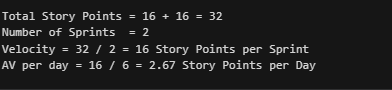 Total Story Points = 16 + 16 = 32
Number of Sprints  = 2
Velocity = 32 / 2 = 16 Story Points per Sprint
AV per day = 16 / 6 = 2.67 Story Points per Day